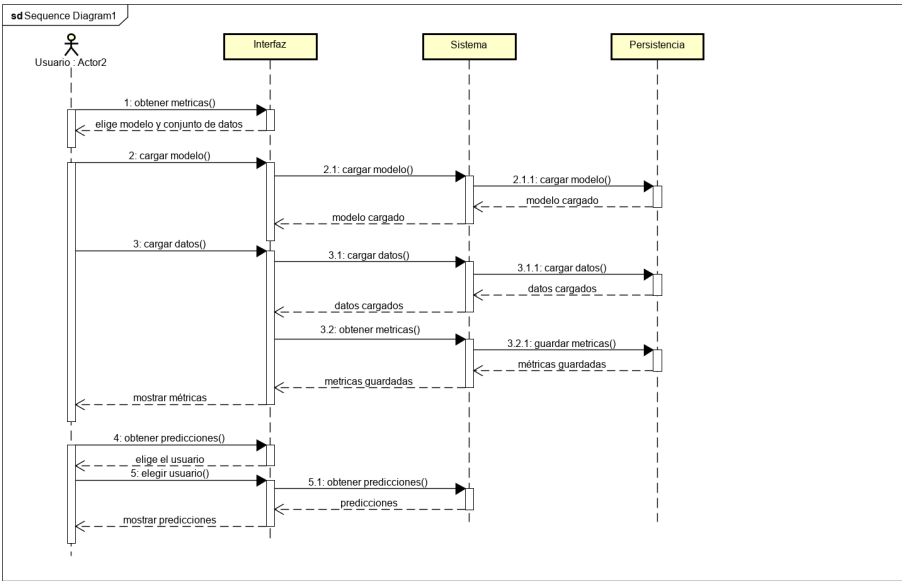 sd Sequence Diagram1
Usuario : Actor2
Interfaz
Sistema
Persistencia
1: obtener metricas()
elige modelo y conjunto de datos
2: cargar modelo()
2.1: cargar modelo()
2.1.1: cargar modelo()
modelo cargado
modelo cargado
3: cargar datos()
3.1: cargar datos()
3.1.1: cargar datos()
datos cargados
datos cargados
3.2: obtener metricas()
3.2.1: guardar metricas()
métricas guardadas
metricas guardadas
mostrar métricas
4: obtener predicciones()
elige el usuario
5: elegir usuario()
5.1: obtener predicciones()
predicciones
mostrar predicciones